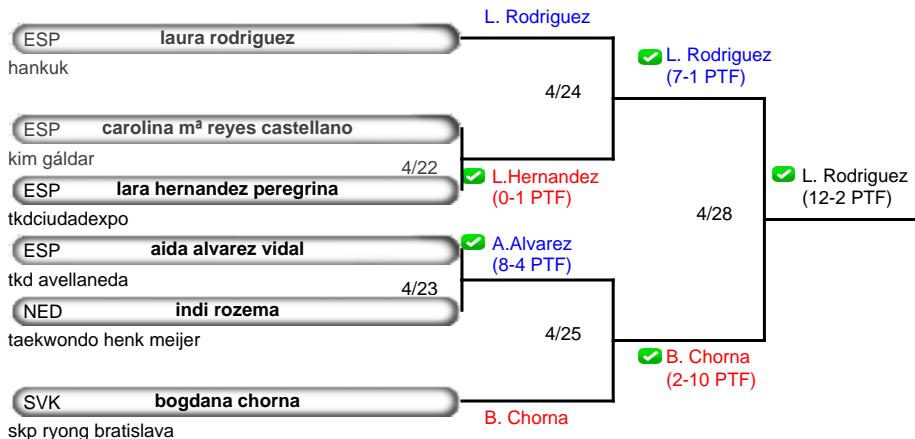 L. Rodriguez
ESP laura rodriguez
hankuk
L. Rodriguez
(7-1 PTF)
4/24
ESP carolina mª reyes castellano
kim gáldar
4/22
L.Hernandez
(0-1 PTF)
ESP lara hernandez peregrina
tkdciudadexpo
L. Rodriguez
(12-2 PTF)
4/28
ESP aida alvarez vidal
tkd avellaneda
A.Alvarez
(8-4 PTF)
4/23
NED indi rozema
taekwondo henk meijer
4/25
B. Chorna
(2-10 PTF)
SVK bogdana chorna
skp ryong bratislava
B. Chorna